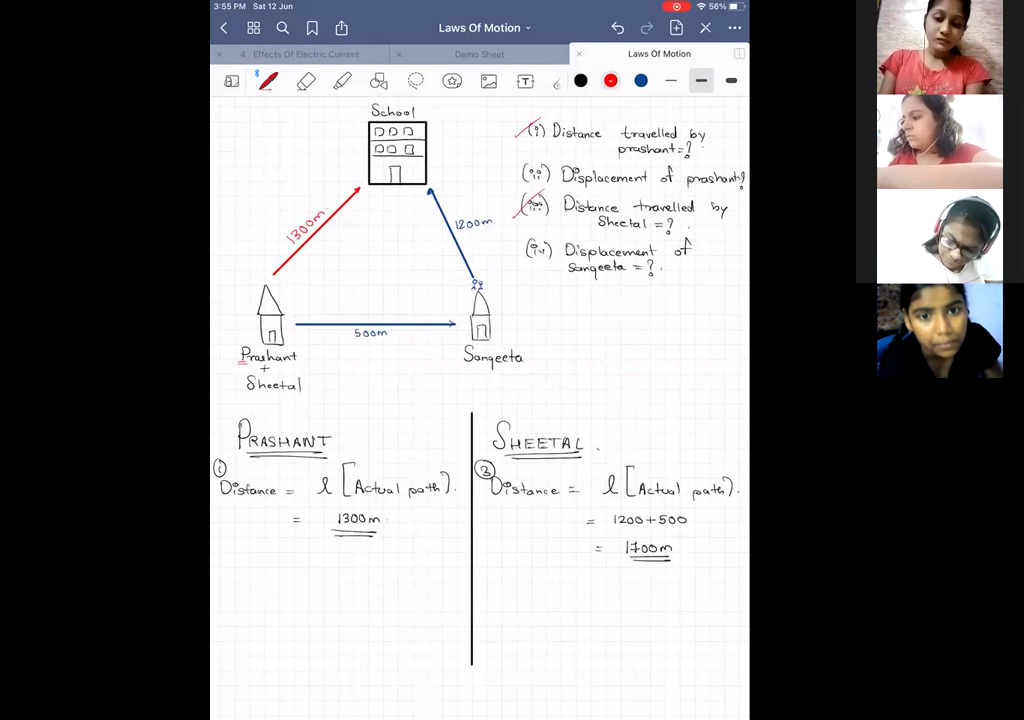 3:55 PM Sat 12 Jun
56%
Laws Of Motion
4. Effects Of Electric Current
Demo Sheet
Laws Of Motion
T
School
1300m
1200m
500m
Prashant
+
Sheetal
Sangeeta
(i) Distance travelled by
prashant=?
(ii) Displacement of prashant?
(iii) Distance travelled by
Sheetal = ?
(iv) Displacement of
sangeeta = ?
PRASHANT
① Distance = l [Actual path).
= 1300m
SHEETAL
③ Distance = l [Actual path).
= 1200+500
= 1700m